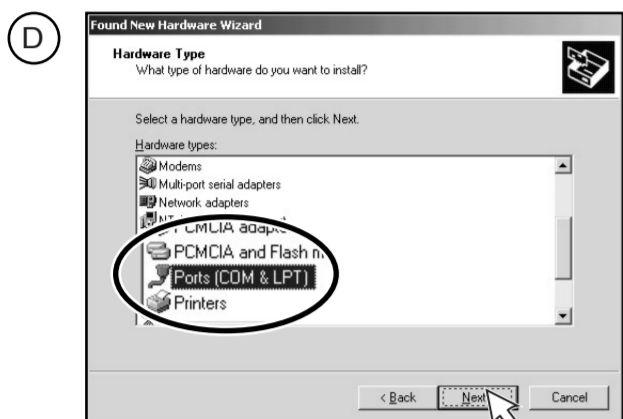 D
Found New Hardware Wizard
Hardware Type
What type of hardware do you want to install?
Select a hardware type, and then click Next.
Hardware types:
Modems
Multi-port serial adapters
Network adapters
PCMCIA
PCMCIA and Flash
Ports (COM & LPT)
Printers
< Back
Next
Cancel